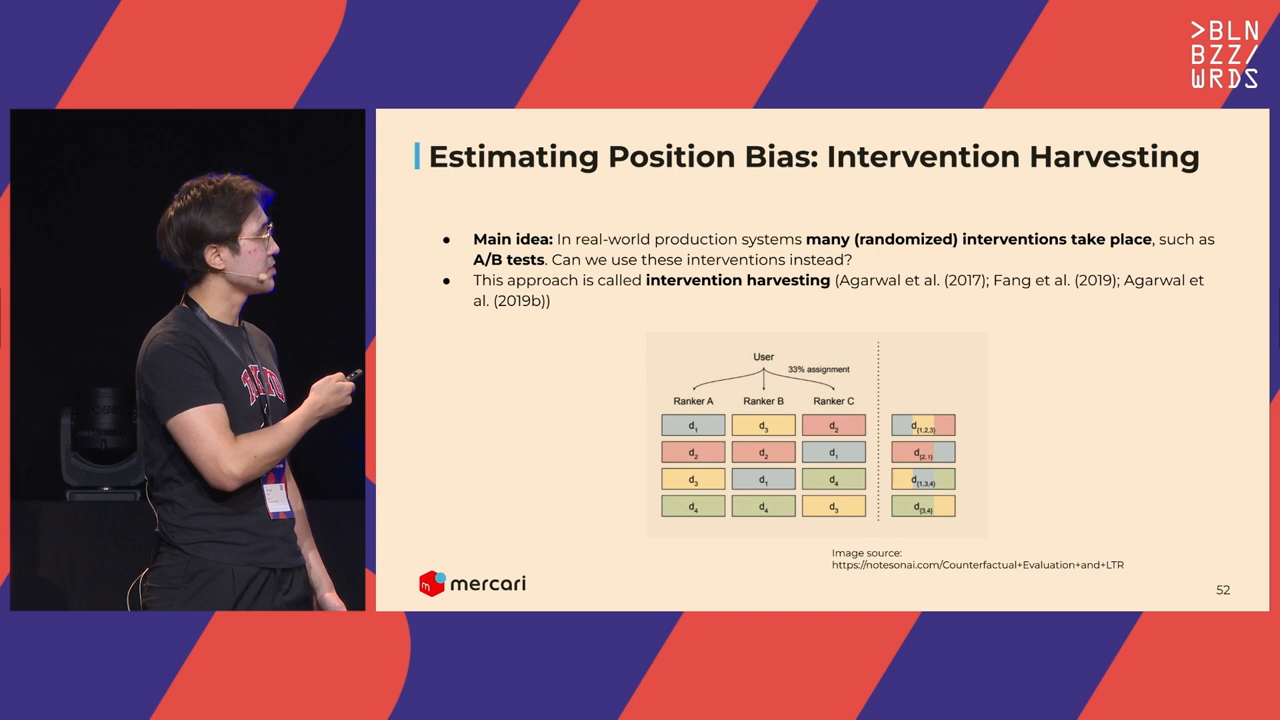 >BLN
BZZ/
WRDS
Estimating Position Bias: Intervention Harvesting
● Main idea: In real-world production systems many (randomized) interventions take place, such as
A/B tests. Can we use these interventions instead?
● This approach is called intervention harvesting (Agarwal et al. (2017); Fang et al. (2019); Agarwal et
al. (2019b))
User
33% assignment
Ranker A Ranker B Ranker C
d1 d3 d2 d{1,2,3}
d2 d2 d1 d{2,1}
d3 d1 d4 d{1,3,4}
d4 d4 d3 d{3,4}
Image source:
https://notesonai.com/Counterfactual+Evaluation+and+LTR
m mercari
52